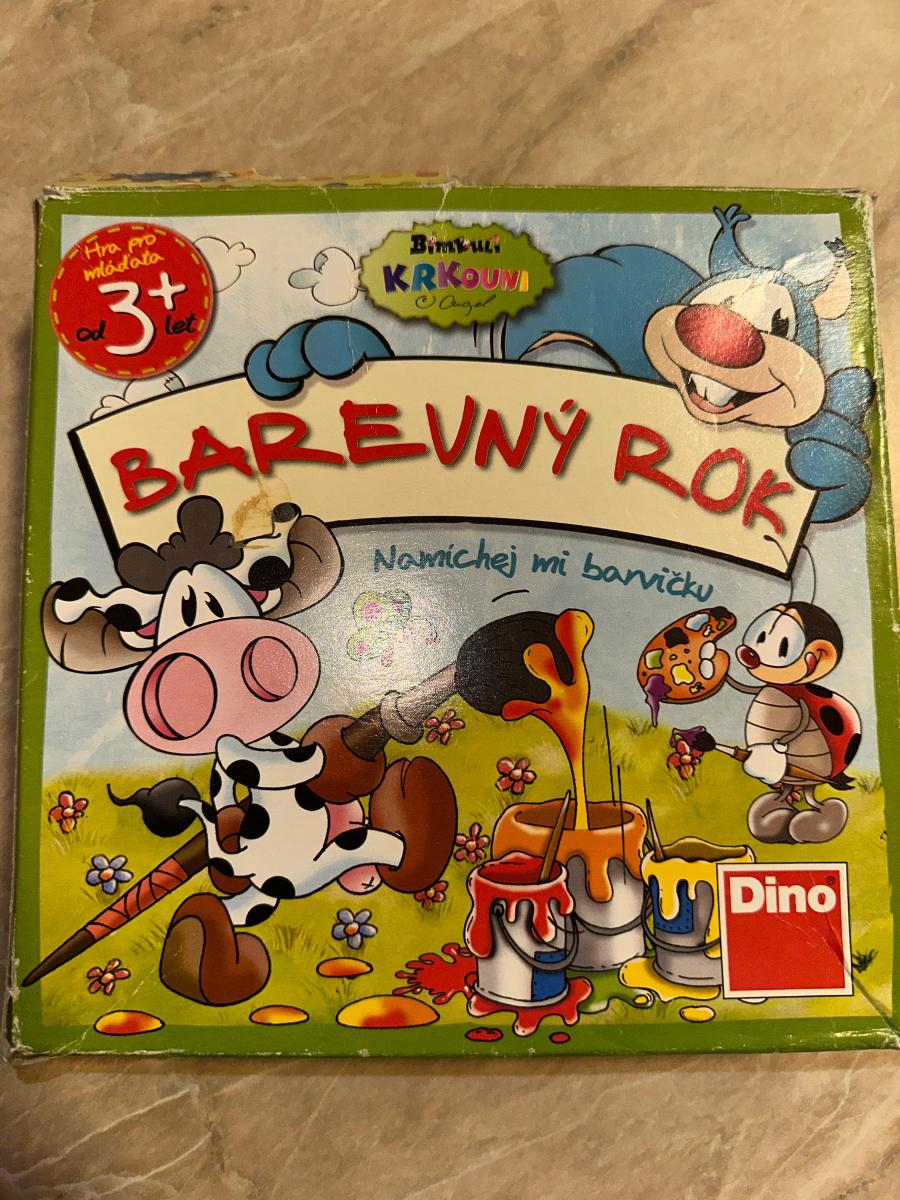 Hra pro
mláďata
od 3+ let
Bimbuli
KRKOUNI
©
BAREVNÝ ROK
Namíchej mi barvičku
Dino®